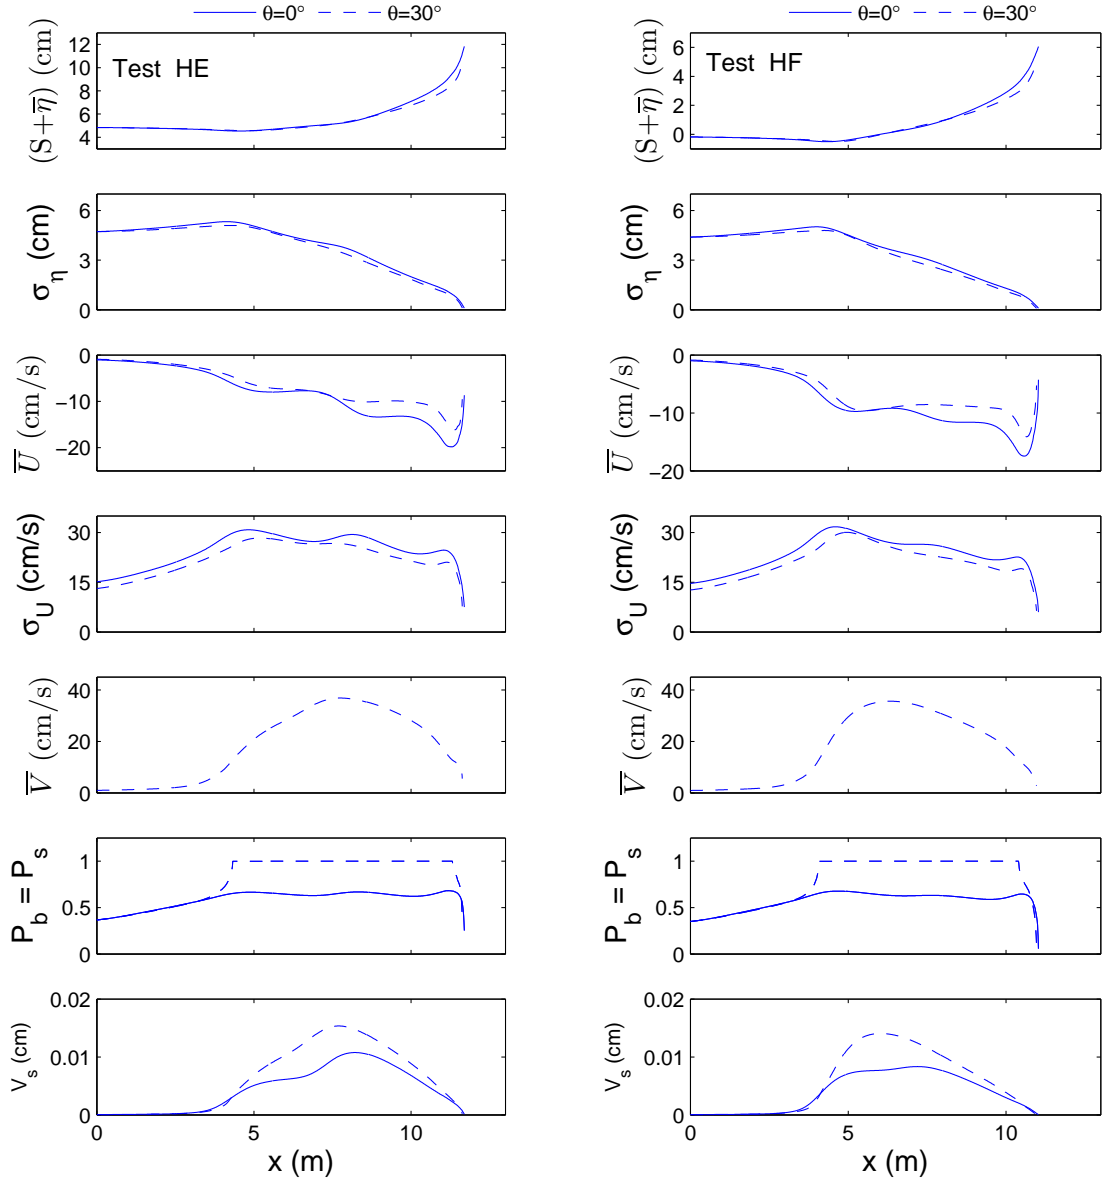 θ=0° θ=30° θ=0° θ=30°
Test HE
(S+η̅) (cm)
12
10
8
6
4
Test HF
(S+η̅) (cm)
6
4
2
0
σ_η (cm)
6
3
0
σ_η (cm)
6
3
0
U̅ (cm/s)
0
−10
−20
U̅ (cm/s)
0
−10
−20
σ_U (cm/s)
30
15
0
σ_U (cm/s)
30
15
0
V̅ (cm/s)
40
20
0
V̅ (cm/s)
40
20
0
P_b = P_s
1
0.5
0
P_b = P_s
1
0.5
0
V_s (cm)
0.02
0.01
0
0 5 10
x (m)
V_s (cm)
0.02
0.01
0
0 5 10
x (m)